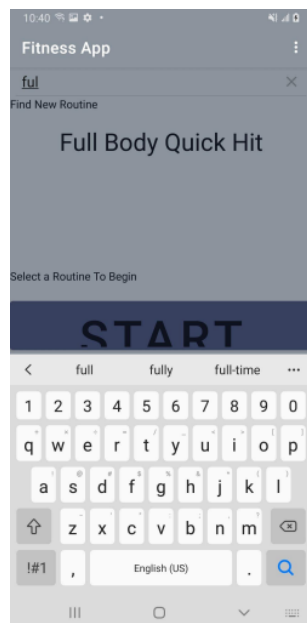 10:40
Fitness App
ful
Find New Routine
Full Body Quick Hit
Select a Routine To Begin
START
full fully full-time
1 2 3 4 5 6 7 8 9 0
q w e r t y u i o p
a s d f g h j k l
z x c v b n m
!#1 , English (US) .